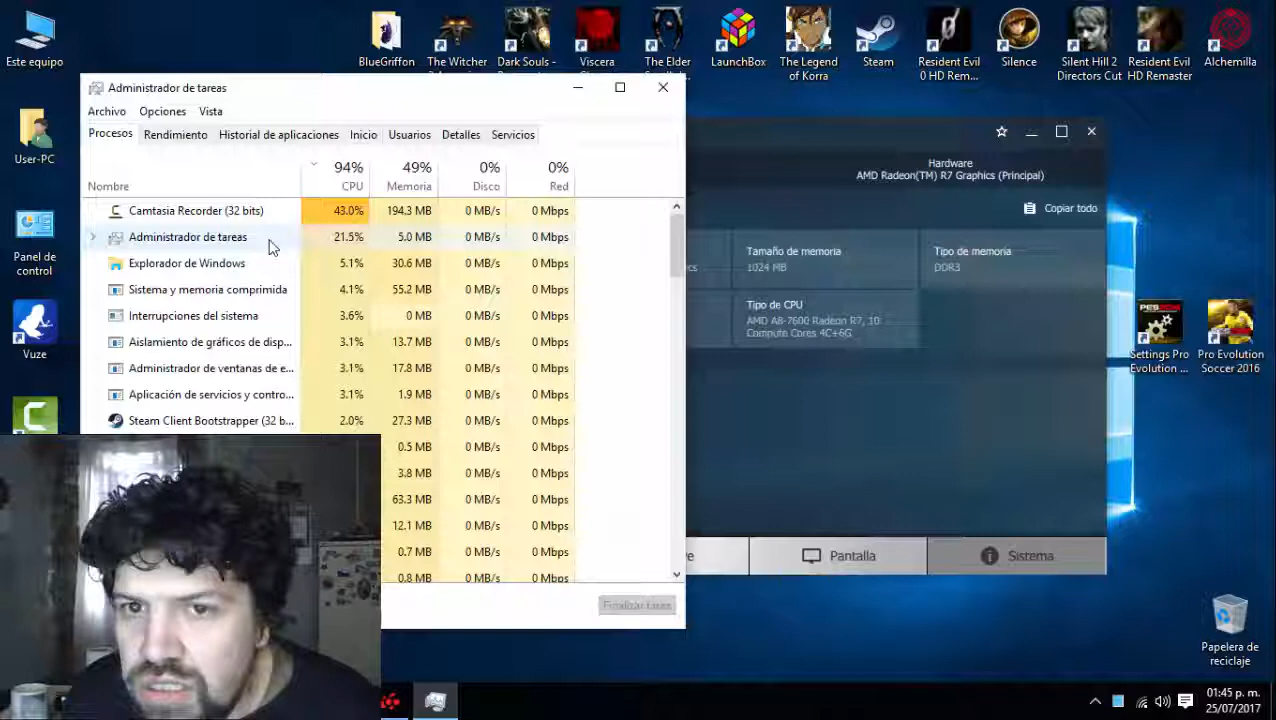 Este equipo
BlueGriffon
The Witcher
Dark Souls -
Viscera
The Elder
LaunchBox
The Legend
of Korra
Steam
Resident Evil
0 HD Rem...
Silence
Silent Hill 2
Directors Cut
Resident Evil
HD Remaster
Alchemilla
Administrador de tareas
Archivo Opciones Vista
Procesos Rendimiento Historial de aplicaciones Inicio Usuarios Detalles Servicios
94% 49% 0% 0%
Nombre CPU Memoria Disco Red
Camtasia Recorder (32 bits) 43.0% 194.3 MB 0 MB/s 0 Mbps
Administrador de tareas 21.5% 5.0 MB 0 MB/s 0 Mbps
Explorador de Windows 5.1% 30.6 MB 0 MB/s 0 Mbps
Sistema y memoria comprimida 4.1% 55.2 MB 0 MB/s 0 Mbps
Interrupciones del sistema 3.6% 0 MB 0 MB/s 0 Mbps
Aislamiento de gráficos de disp... 3.1% 13.7 MB 0 MB/s 0 Mbps
Administrador de ventanas de e... 3.1% 17.8 MB 0 MB/s 0 Mbps
Aplicación de servicios y contro... 3.1% 1.9 MB 0 MB/s 0 Mbps
Steam Client Bootstrapper (32 b... 2.0% 27.3 MB 0 MB/s 0 Mbps
0.5 MB 0 MB/s 0 Mbps
3.8 MB 0 MB/s 0 Mbps
63.3 MB 0 MB/s 0 Mbps
12.1 MB 0 MB/s 0 Mbps
0.7 MB 0 MB/s 0 Mbps
0.8 MB 0 MB/s 0 Mbps
Finalizar tarea
User-PC
Panel de
control
Vuze
Hardware
AMD Radeon(TM) R7 Graphics (Principal)
Copiar todo
Tamaño de memoria
1024 MB
Tipo de memoria
DDR3
Tipo de CPU
AMD A8-7600 Radeon R7, 10
Compute Cores 4C+6G
Pantalla
Sistema
Settings Pro
Evolution ...
Pro Evolution
Soccer 2016
Papelera de
reciclaje
01:45 p. m.
25/07/2017